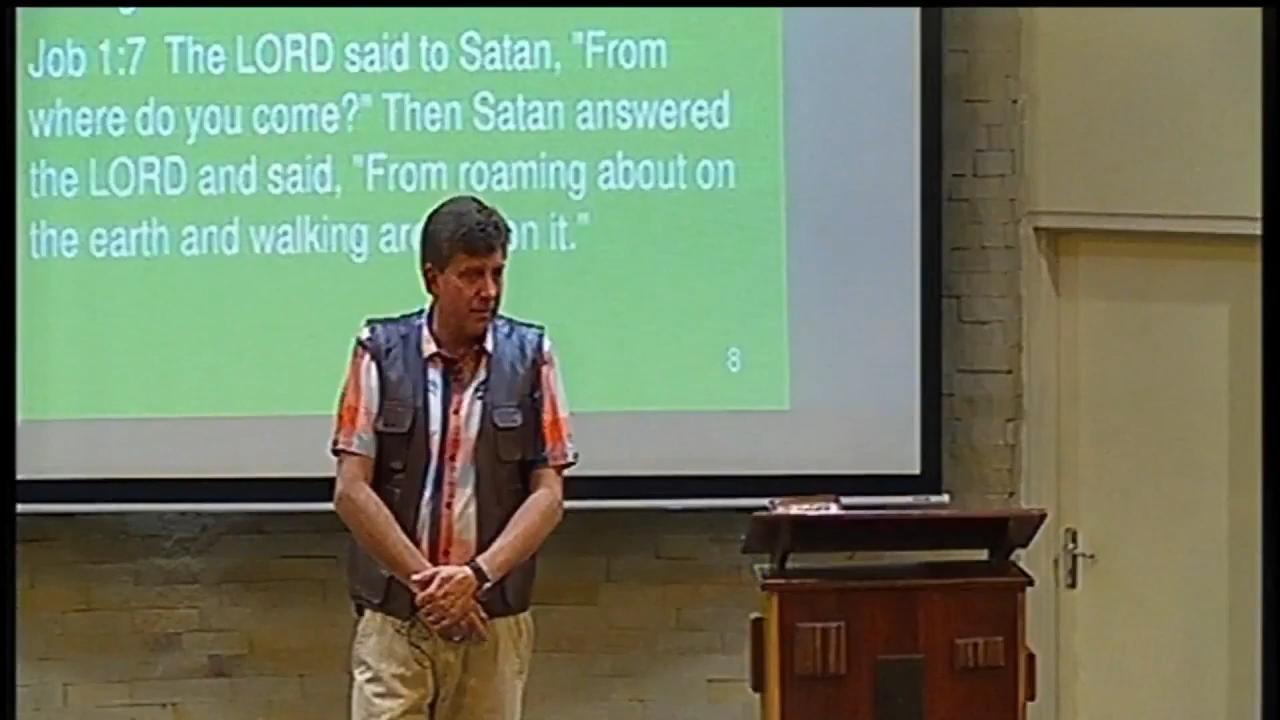 Job 1:7 The LORD said to Satan, "From
where do you come?" Then Satan answered
the LORD and said, "From roaming about on
the earth and walking on it."
8